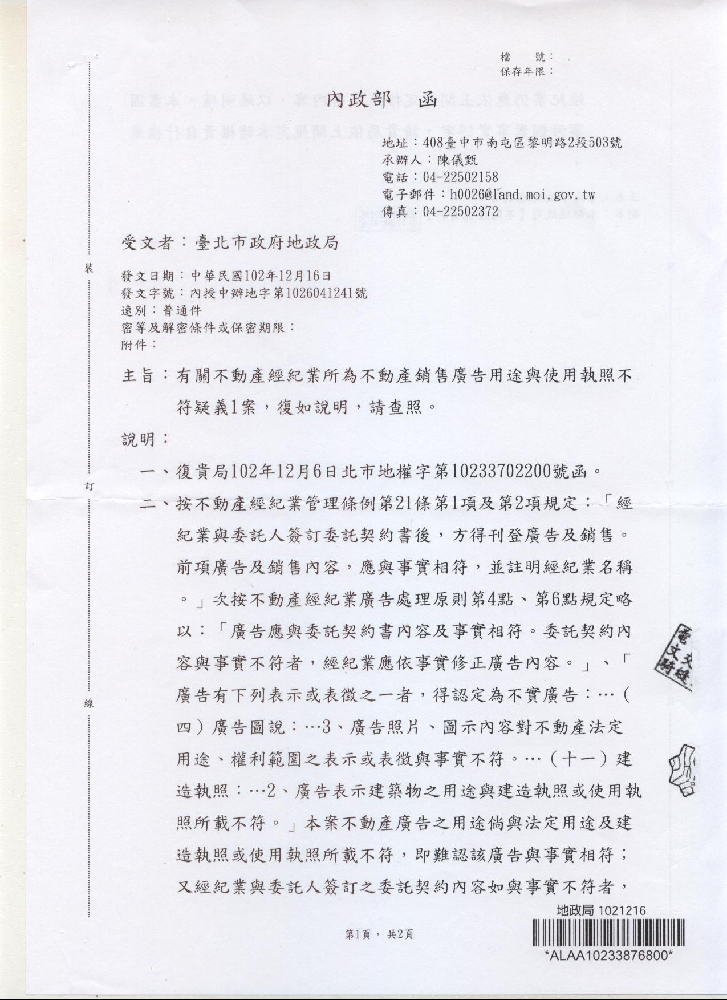 檔　　號：
保存年限：
內政部　函
地址：408臺中市南屯區黎明路2段503號
承辦人：陳儀甄
電話：04-22502158
電子郵件：h0026@land.moi.gov.tw
傳真：04-22502372
受文者：臺北市政府地政局
發文日期：中華民國102年12月16日
發文字號：內授中辦地字第1026041241號
速別：普通件
密等及解密條件或保密期限：
附件：
主旨：有關不動產經紀業所為不動產銷售廣告用途與使用執照不
符疑義1案，復如說明，請查照。
說明：
一、復貴局102年12月6日北市地權字第10233702200號函。
二、按不動產經紀業管理條例第21條第1項及第2項規定：「經
紀業與委託人簽訂委託契約書後，方得刊登廣告及銷售。
前項廣告及銷售內容，應與事實相符，並註明經紀業名稱
。」次按不動產經紀業廣告處理原則第4點、第6點規定略
以：「廣告應與委託契約書內容及事實相符。委託契約內
容與事實不符者，經紀業應依事實修正廣告內容。」、「
廣告有下列表示或表徵之一者，得認定為不實廣告：…（
四）廣告圖說：…3、廣告照片、圖示內容對不動產法定
用途、權利範圍之表示或表徵與事實不符。…（十一）建
造執照：…2、廣告表示建築物之用途與建造執照或使用執
照所載不符。」本案不動產廣告之用途倘與法定用途及建
造執照或使用執照所載不符，即難認該廣告與事實相符；
又經紀業與委託人簽訂之委託契約內容如與事實不符者，
裝
訂
線
電交
文縫
騎
地政局 1021216
第1頁，共2頁
*ALAA10233876800*